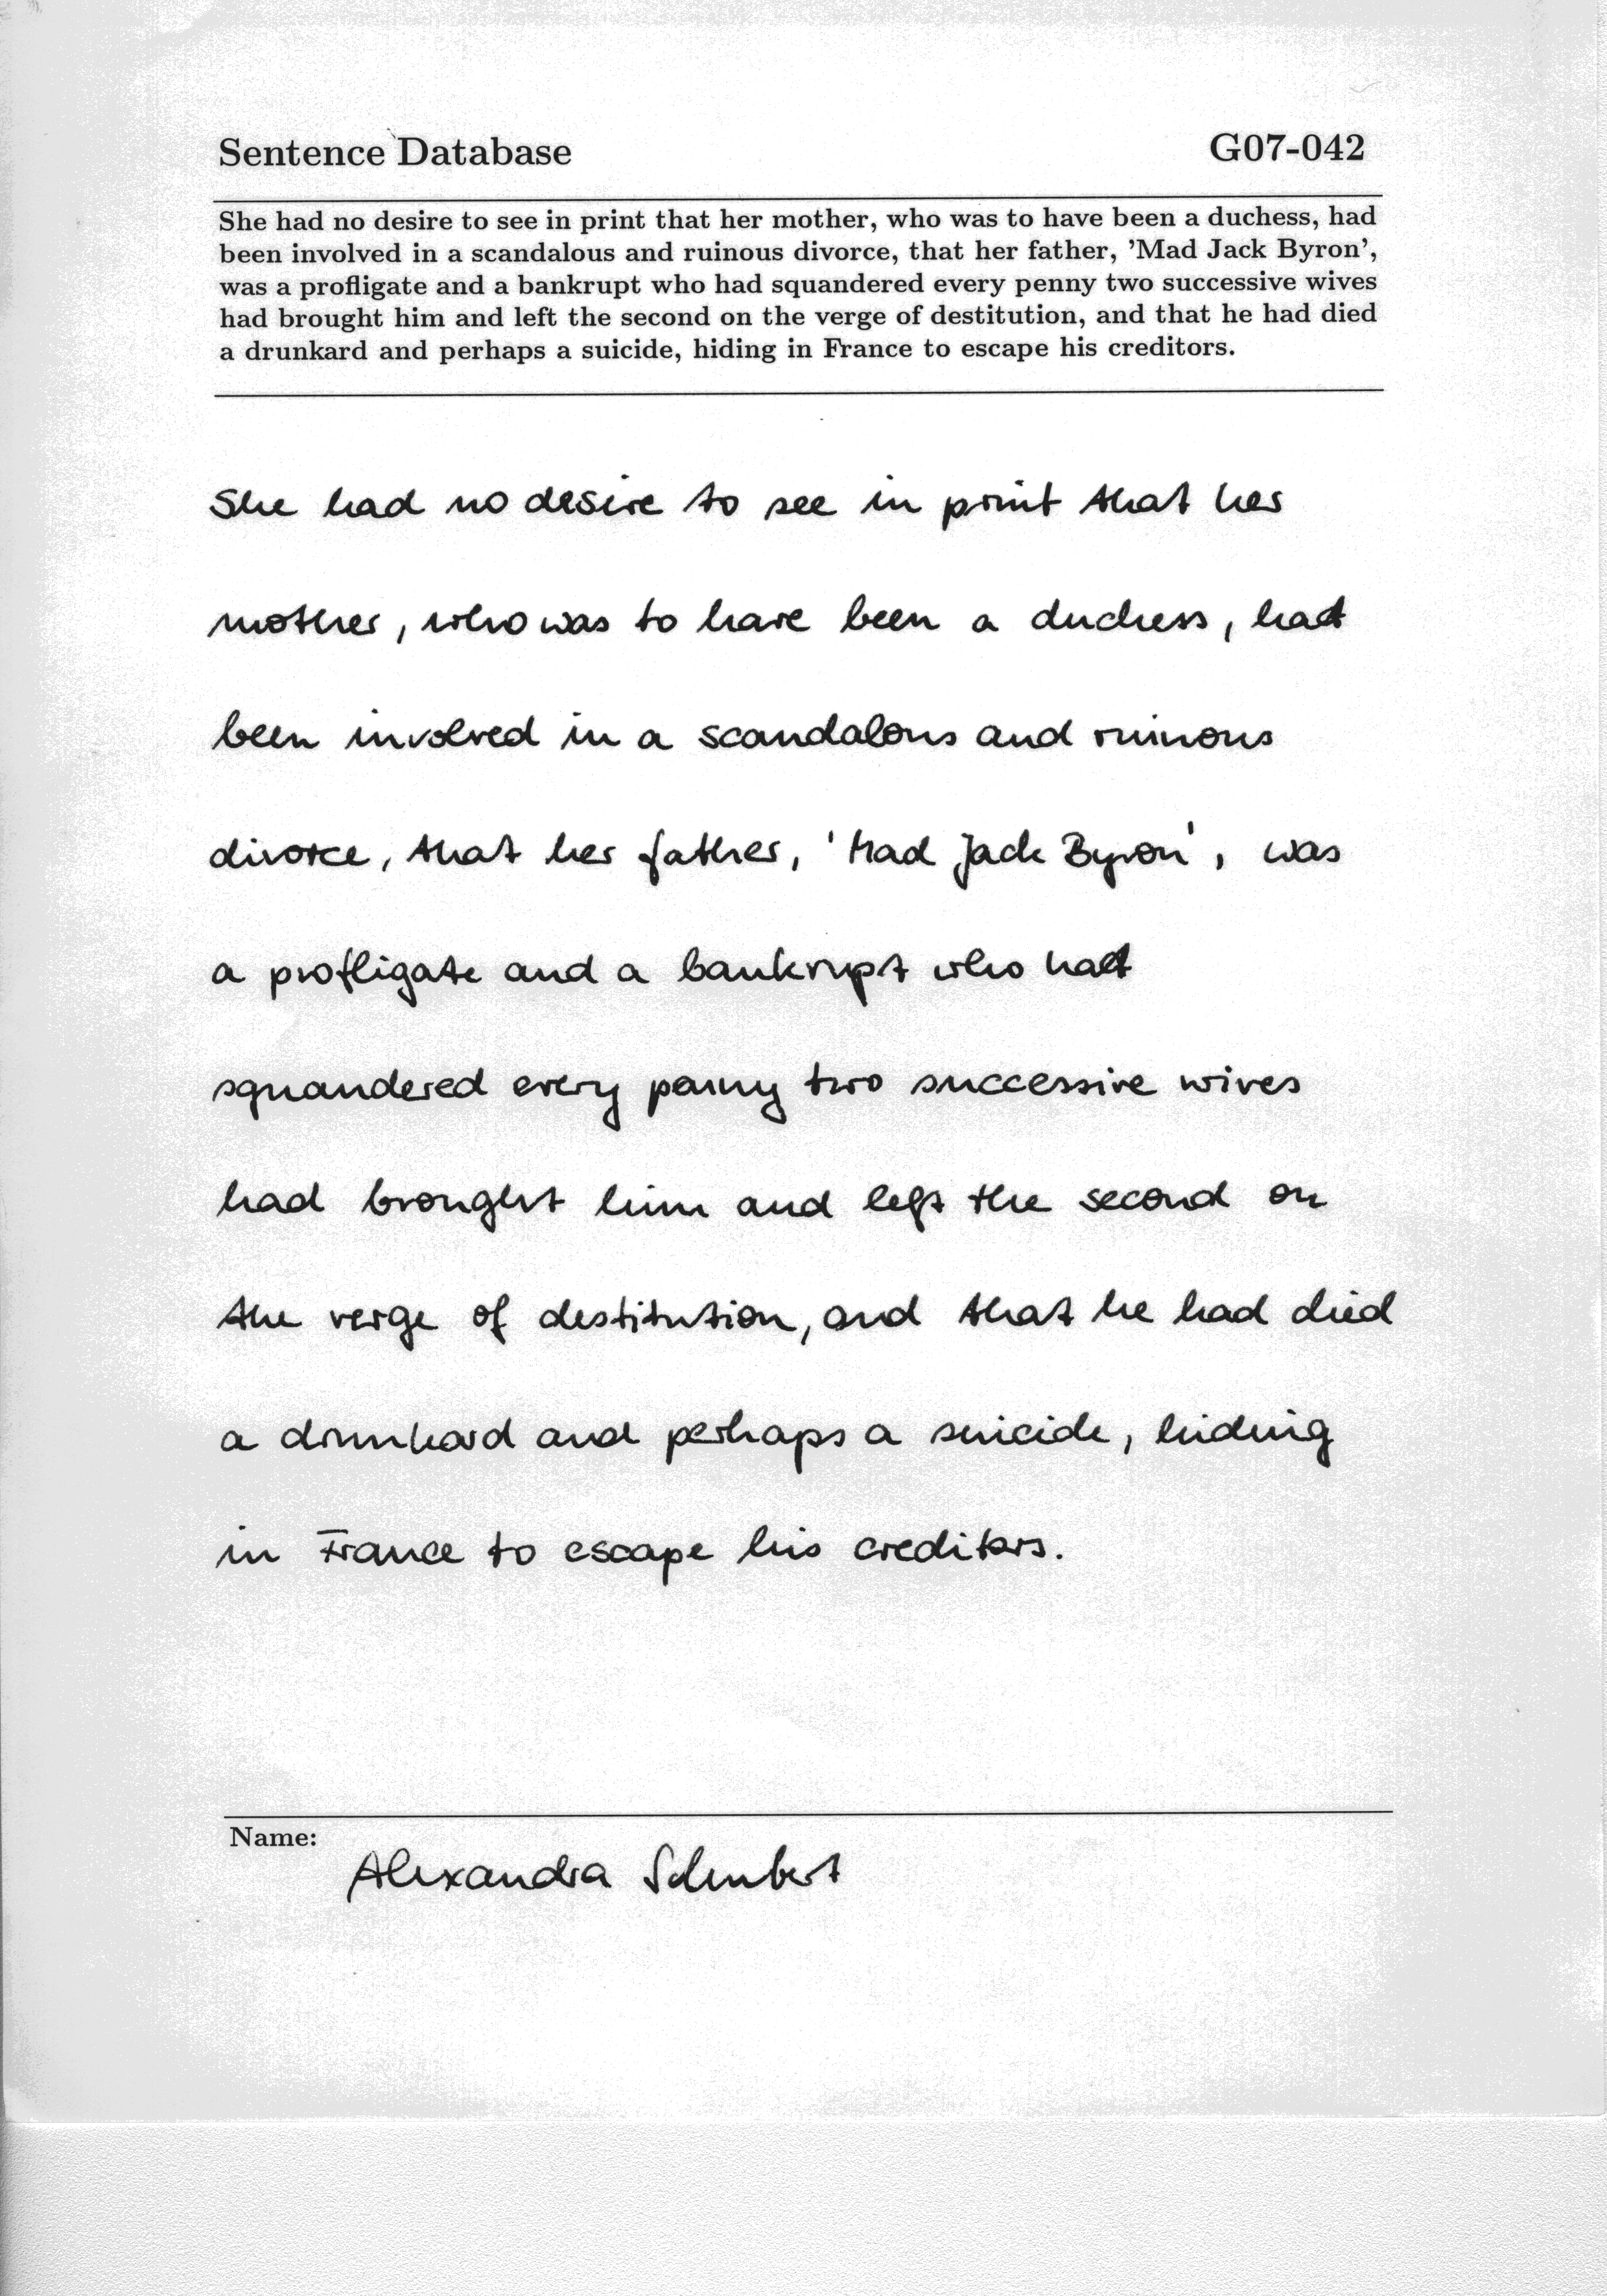 Sentence Database G07-042
She had no desire to see in print that her mother, who was to have been a duchess, had
been involved in a scandalous and ruinous divorce, that her father, 'Mad Jack Byron',
was a profligate and a bankrupt who had squandered every penny two successive wives
had brought him and left the second on the verge of destitution, and that he had died
a drunkard and perhaps a suicide, hiding in France to escape his creditors.
She had no desire to see in print that her
mother, who was to have been a duchess, had
been involved in a scandalous and ruinous
divorce, that her father, 'Mad Jack Byron', was
a profligate and a bankrupt who had
squandered every penny two successive wives
had brought him and left the second on
the verge of destitution, and that he had died
a drunkard and perhaps a suicide, hiding
in France to escape his creditors.
Name:
Alexandra Schubert